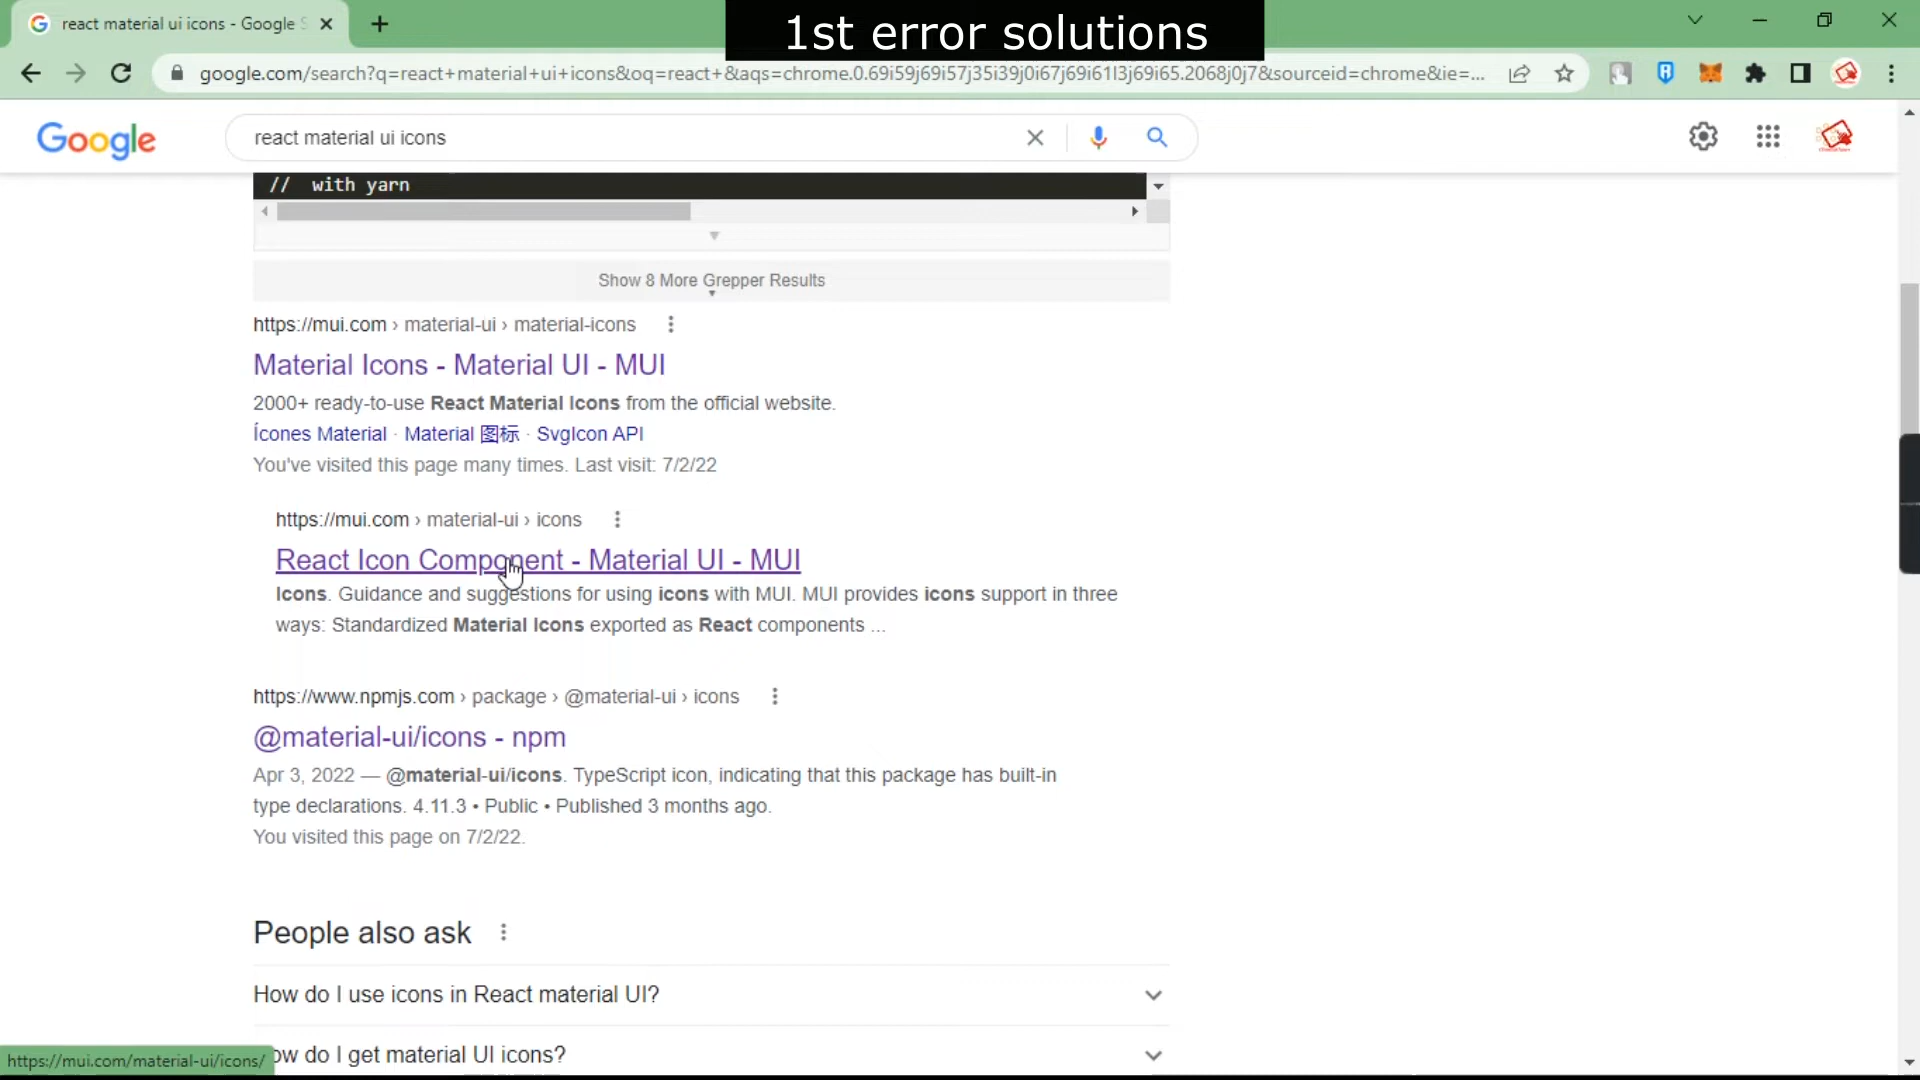 react material ui icons - Google S
1st error solutions
google.com/search?q=react+material+ui+icons&oq=react+&aqs=chrome.0.69i59j69i57j35i39j0i67j69i61l3j69i65.2068j0j7&sourceid=chrome&ie=...
Google
react material ui icons
// with yarn
Show 8 More Grepper Results
https://mui.com › material-ui › material-icons
Material Icons - Material UI - MUI
2000+ ready-to-use React Material Icons from the official website.
Ícones Material · Material 图标 · SvgIcon API
You've visited this page many times. Last visit: 7/2/22
https://mui.com › material-ui › icons
React Icon Component - Material UI - MUI
Icons. Guidance and suggestions for using icons with MUI. MUI provides icons support in three
ways: Standardized Material Icons exported as React components ...
https://www.npmjs.com › package › @material-ui › icons
@material-ui/icons - npm
Apr 3, 2022 — @material-ui/icons. TypeScript icon, indicating that this package has built-in
type declarations. 4.11.3 • Public • Published 3 months ago.
You visited this page on 7/2/22.
People also ask
How do I use icons in React material UI?
ow do I get material UI icons?
https://mui.com/material-ui/icons/